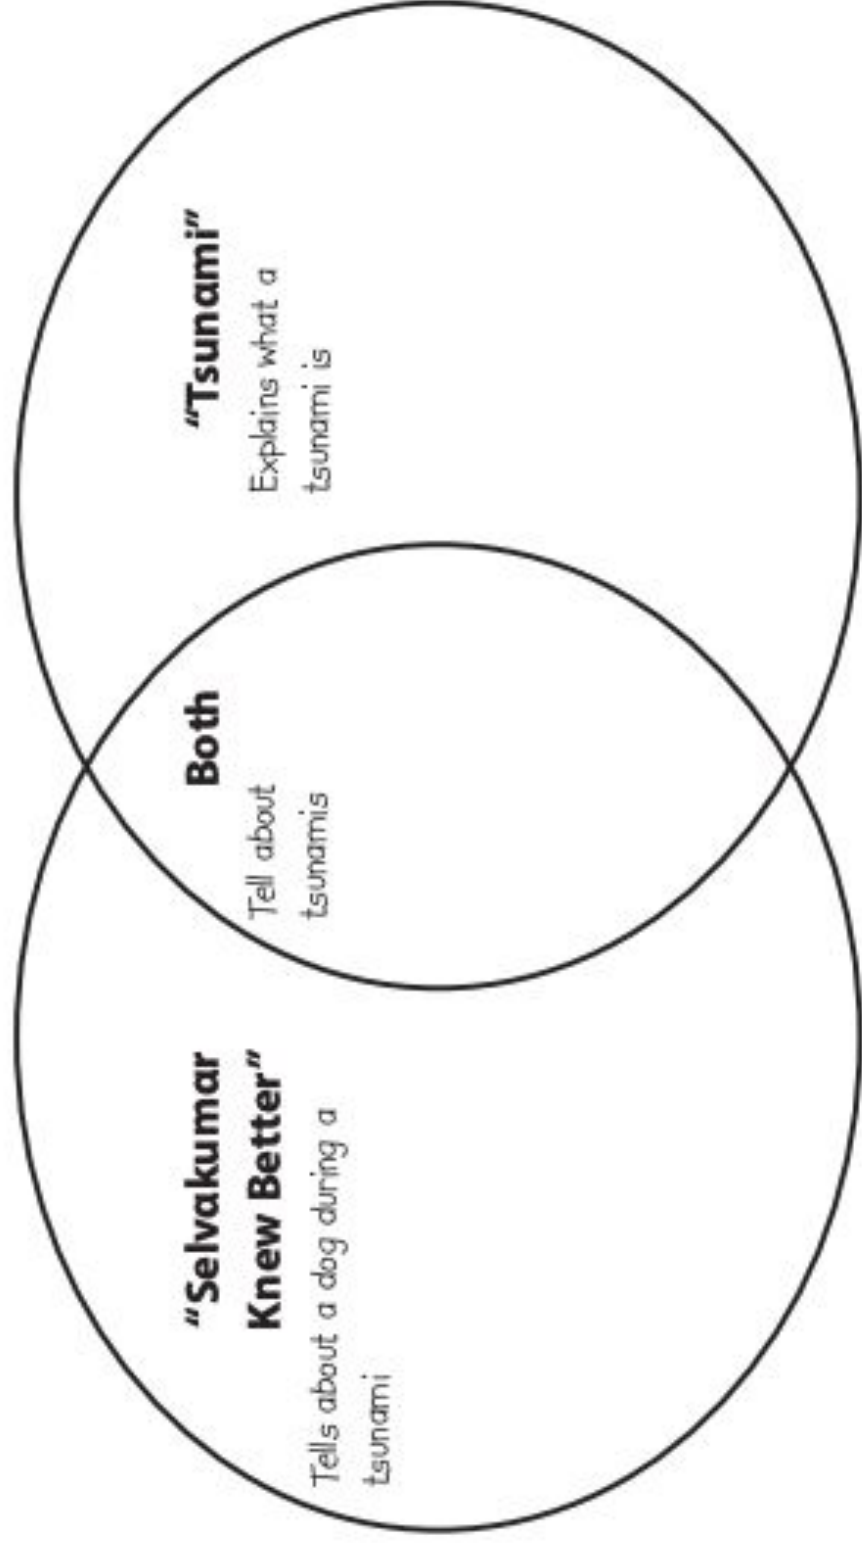 "Selvakumar
Knew Better"
Tells about a dog during a
tsunami
Both
Tell about
tsunamis
"Tsunami"
Explains what a
tsunami is